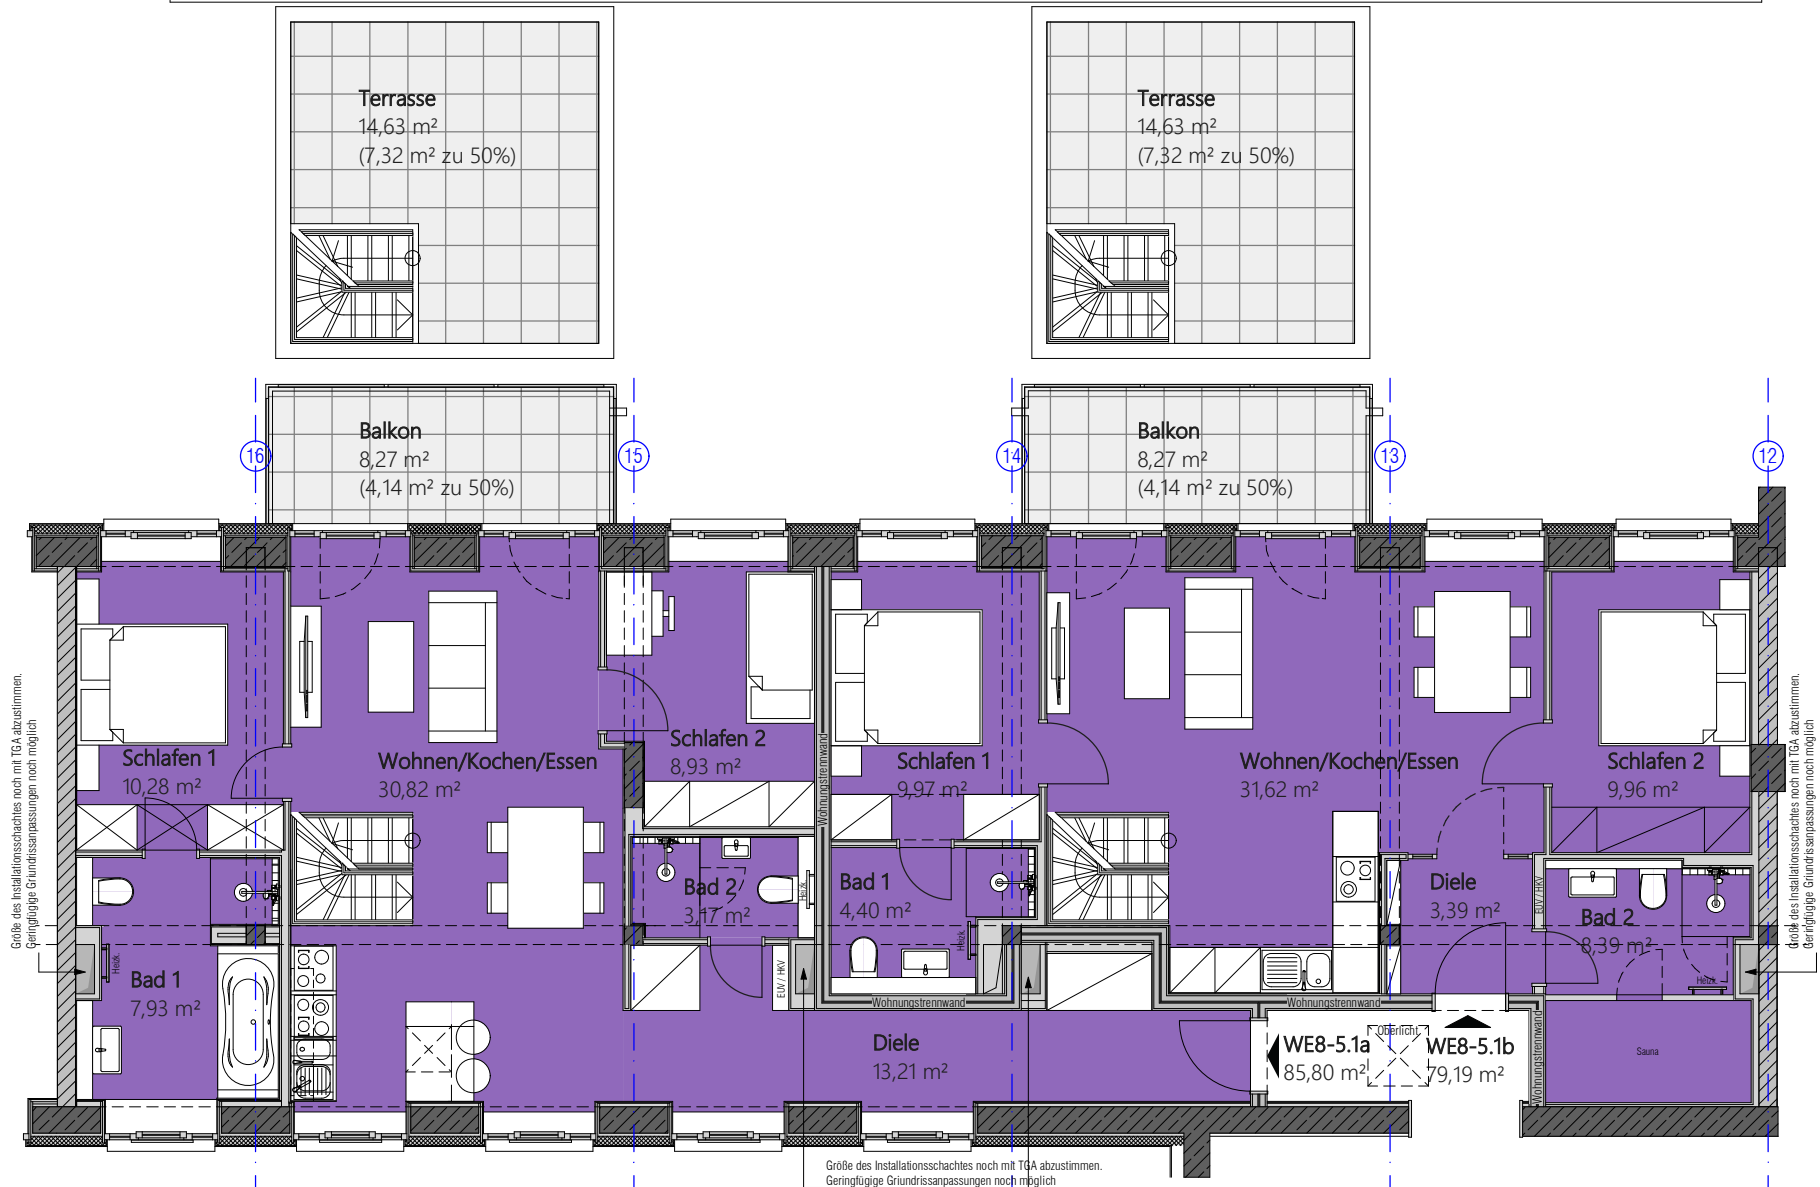 Terrasse
14,63 m²
(7,32 m² zu 50%)
Terrasse
14,63 m²
(7,32 m² zu 50%)
Balkon
8,27 m²
(4,14 m² zu 50%)
Balkon
8,27 m²
(4,14 m² zu 50%)
16
15
14
13
12
Größe des Installationsschachtes noch mit TGA abzustimmen.
Geringfügige Grundrissanpassungen noch möglich
Schlafen 1
10,28 m²
Wohnen/Kochen/Essen
30,82 m²
Schlafen 2
8,93 m²
Wohnungstrennwand
Schlafen 1
9,97 m²
Wohnen/Kochen/Essen
31,62 m²
Schlafen 2
9,96 m²
Größe des Installationsschachtes noch mit TGA abzustimmen.
Geringfügige Grundrissanpassungen noch möglich
Bad 2
3,17 m²
Heizk.
Bad 1
4,40 m²
Heizk.
Diele
3,39 m²
EUV / HKV
Bad 2
8,39 m²
Heizk.
Bad 1
7,93 m²
Heizk.
EUV / HKV
Wohnungstrennwand
Wohnungstrennwand
Diele
13,21 m²
WE8-5.1a
85,80 m²
Oberlicht
WE8-5.1b
79,19 m²
Wohnungstrennwand
Sauna
Größe des Installationsschachtes noch mit TGA abzustimmen.
Geringfügige Griundrissanpassungen noch möglich